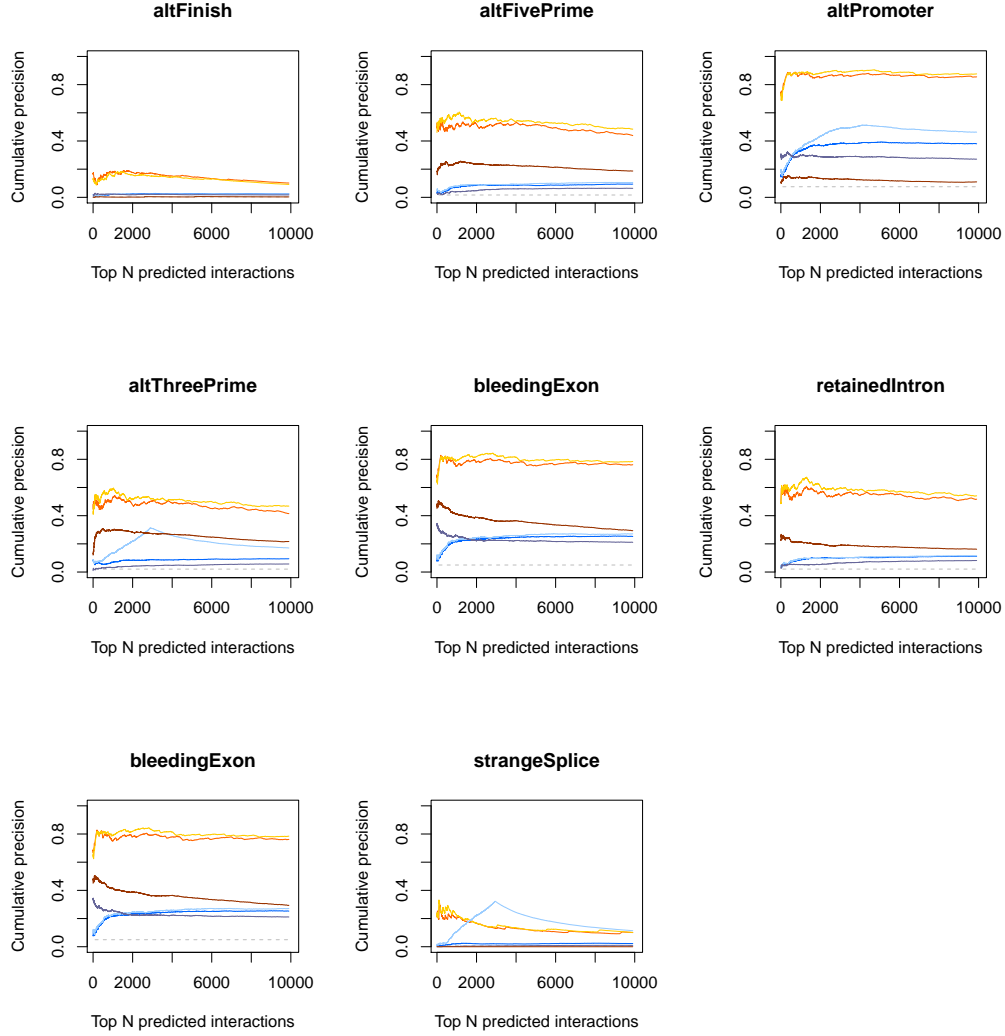 altFinish
Cumulative precision
0.0 0.4 0.8
0 2000 6000 10000
Top N predicted interactions
altFivePrime
Cumulative precision
0.0 0.4 0.8
0 2000 6000 10000
Top N predicted interactions
altPromoter
Cumulative precision
0.0 0.4 0.8
0 2000 6000 10000
Top N predicted interactions
altThreePrime
Cumulative precision
0.0 0.4 0.8
0 2000 6000 10000
Top N predicted interactions
bleedingExon
Cumulative precision
0.0 0.4 0.8
0 2000 6000 10000
Top N predicted interactions
retainedIntron
Cumulative precision
0.0 0.4 0.8
0 2000 6000 10000
Top N predicted interactions
bleedingExon
Cumulative precision
0.0 0.4 0.8
0 2000 6000 10000
Top N predicted interactions
strangeSplice
Cumulative precision
0.0 0.4 0.8
0 2000 6000 10000
Top N predicted interactions